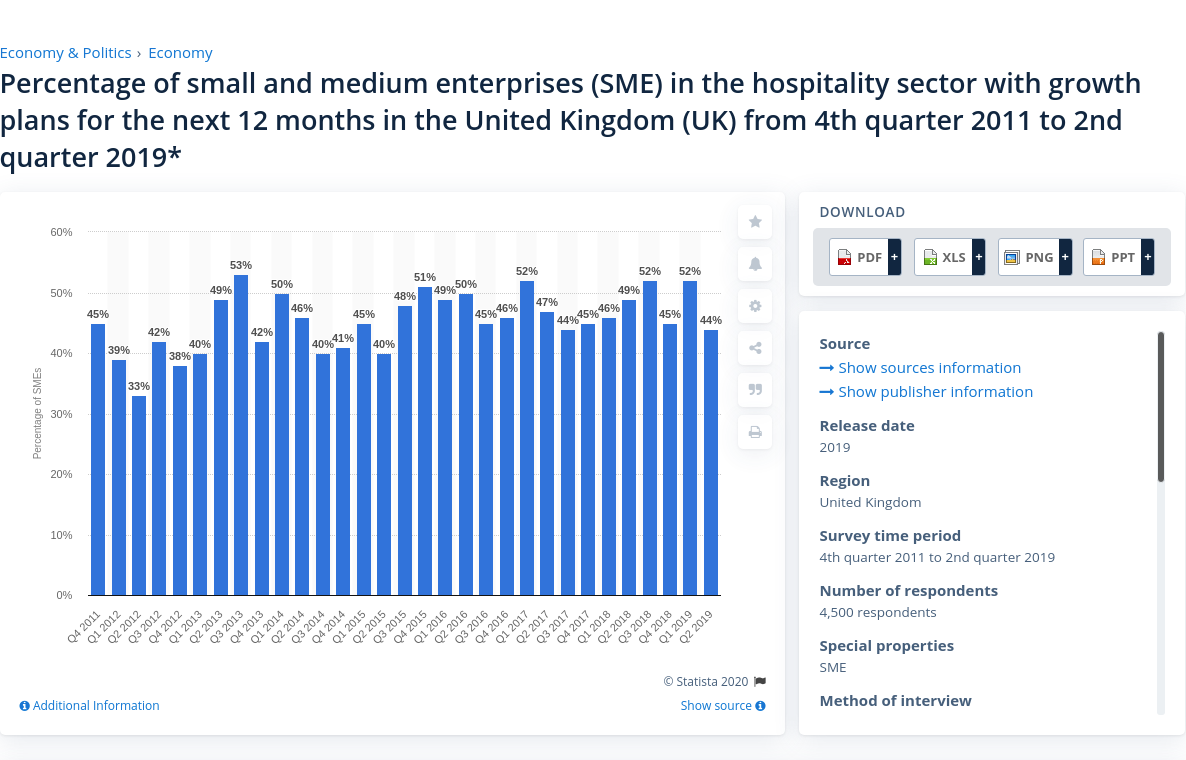 Economy & Politics › Economy
Percentage of small and medium enterprises (SME) in the hospitality sector with growth
plans for the next 12 months in the United Kingdom (UK) from 4th quarter 2011 to 2nd
quarter 2019*
60%
50%
40%
30%
20%
10%
0%
Percentage of SMEs
45%
39%
33%
42%
38%
40%
49%
53%
42%
50%
46%
40%
41%
45%
40%
48%
51%
49%
50%
45%
46%
52%
47%
44%
45%
46%
49%
52%
45%
52%
44%
Q4 2011
Q1 2012
Q2 2012
Q3 2012
Q4 2012
Q1 2013
Q2 2013
Q3 2013
Q4 2013
Q1 2014
Q2 2014
Q3 2014
Q4 2014
Q1 2015
Q2 2015
Q3 2015
Q4 2015
Q1 2016
Q2 2016
Q3 2016
Q4 2016
Q1 2017
Q2 2017
Q3 2017
Q4 2017
Q1 2018
Q2 2018
Q3 2018
Q4 2018
Q1 2019
Q2 2019
© Statista 2020
Additional Information
Show source
DOWNLOAD
PDF + XLS + PNG + PPT +
Source
Show sources information
Show publisher information
Release date
2019
Region
United Kingdom
Survey time period
4th quarter 2011 to 2nd quarter 2019
Number of respondents
4,500 respondents
Special properties
SME
Method of interview